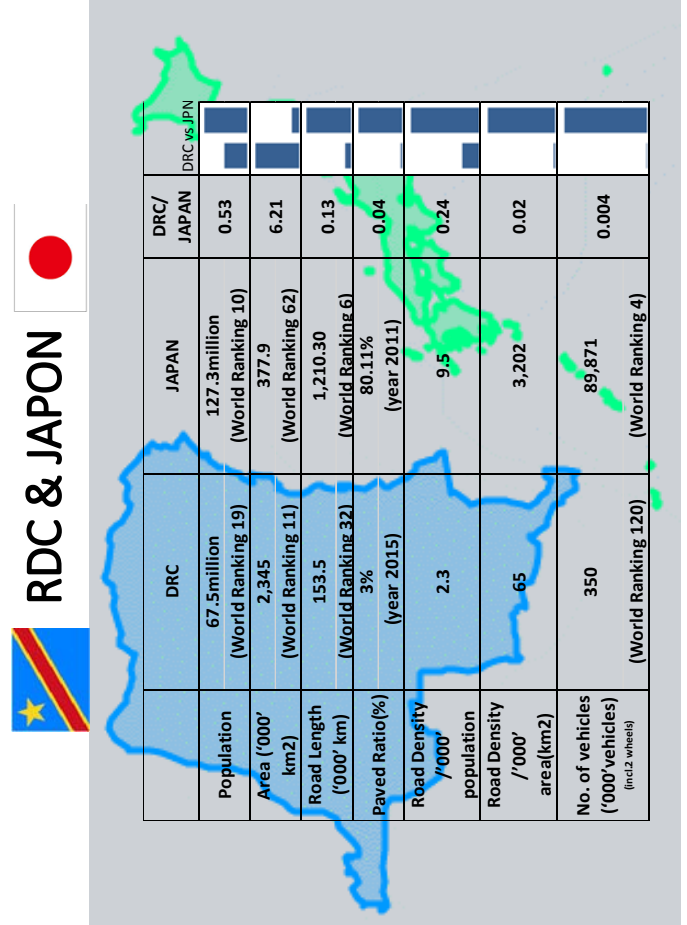 RDC & JAPON
DRC
JAPAN
DRC/
JAPAN
DRC vs JPN
Population
67.5million
(World Ranking 19)
127.3million
(World Ranking 10)
0.53
Area (‘000’
km2)
2,345
(World Ranking 11)
377.9
(World Ranking 62)
6.21
Road Length
(‘000’ km)
153.5
(World Ranking 32)
1,210.30
(World Ranking 6)
0.13
Paved Ratio(%)
3%
(year 2015)
80.11%
(year 2011)
0.04
Road Density
/‘000’
population
2.3
9.5
0.24
Road Density
/‘000’
area(km2)
65
3,202
0.02
No. of vehicles
(‘000’vehicles)
(incl.2 wheels)
350
(World Ranking 120)
89,871
(World Ranking 4)
0.004